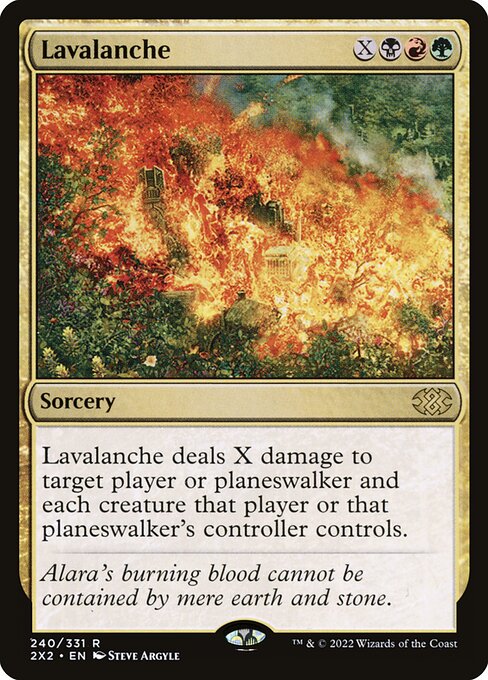 Lavalanche X
Sorcery
Lavalanche deals X damage to
target player or planeswalker and
each creature that player or that
planeswalker's controller controls.
Alara's burning blood cannot be
contained by mere earth and stone.
240/331 R
2X2 • EN STEVE ARGYLE
™ & © 2022 Wizards of the Coast